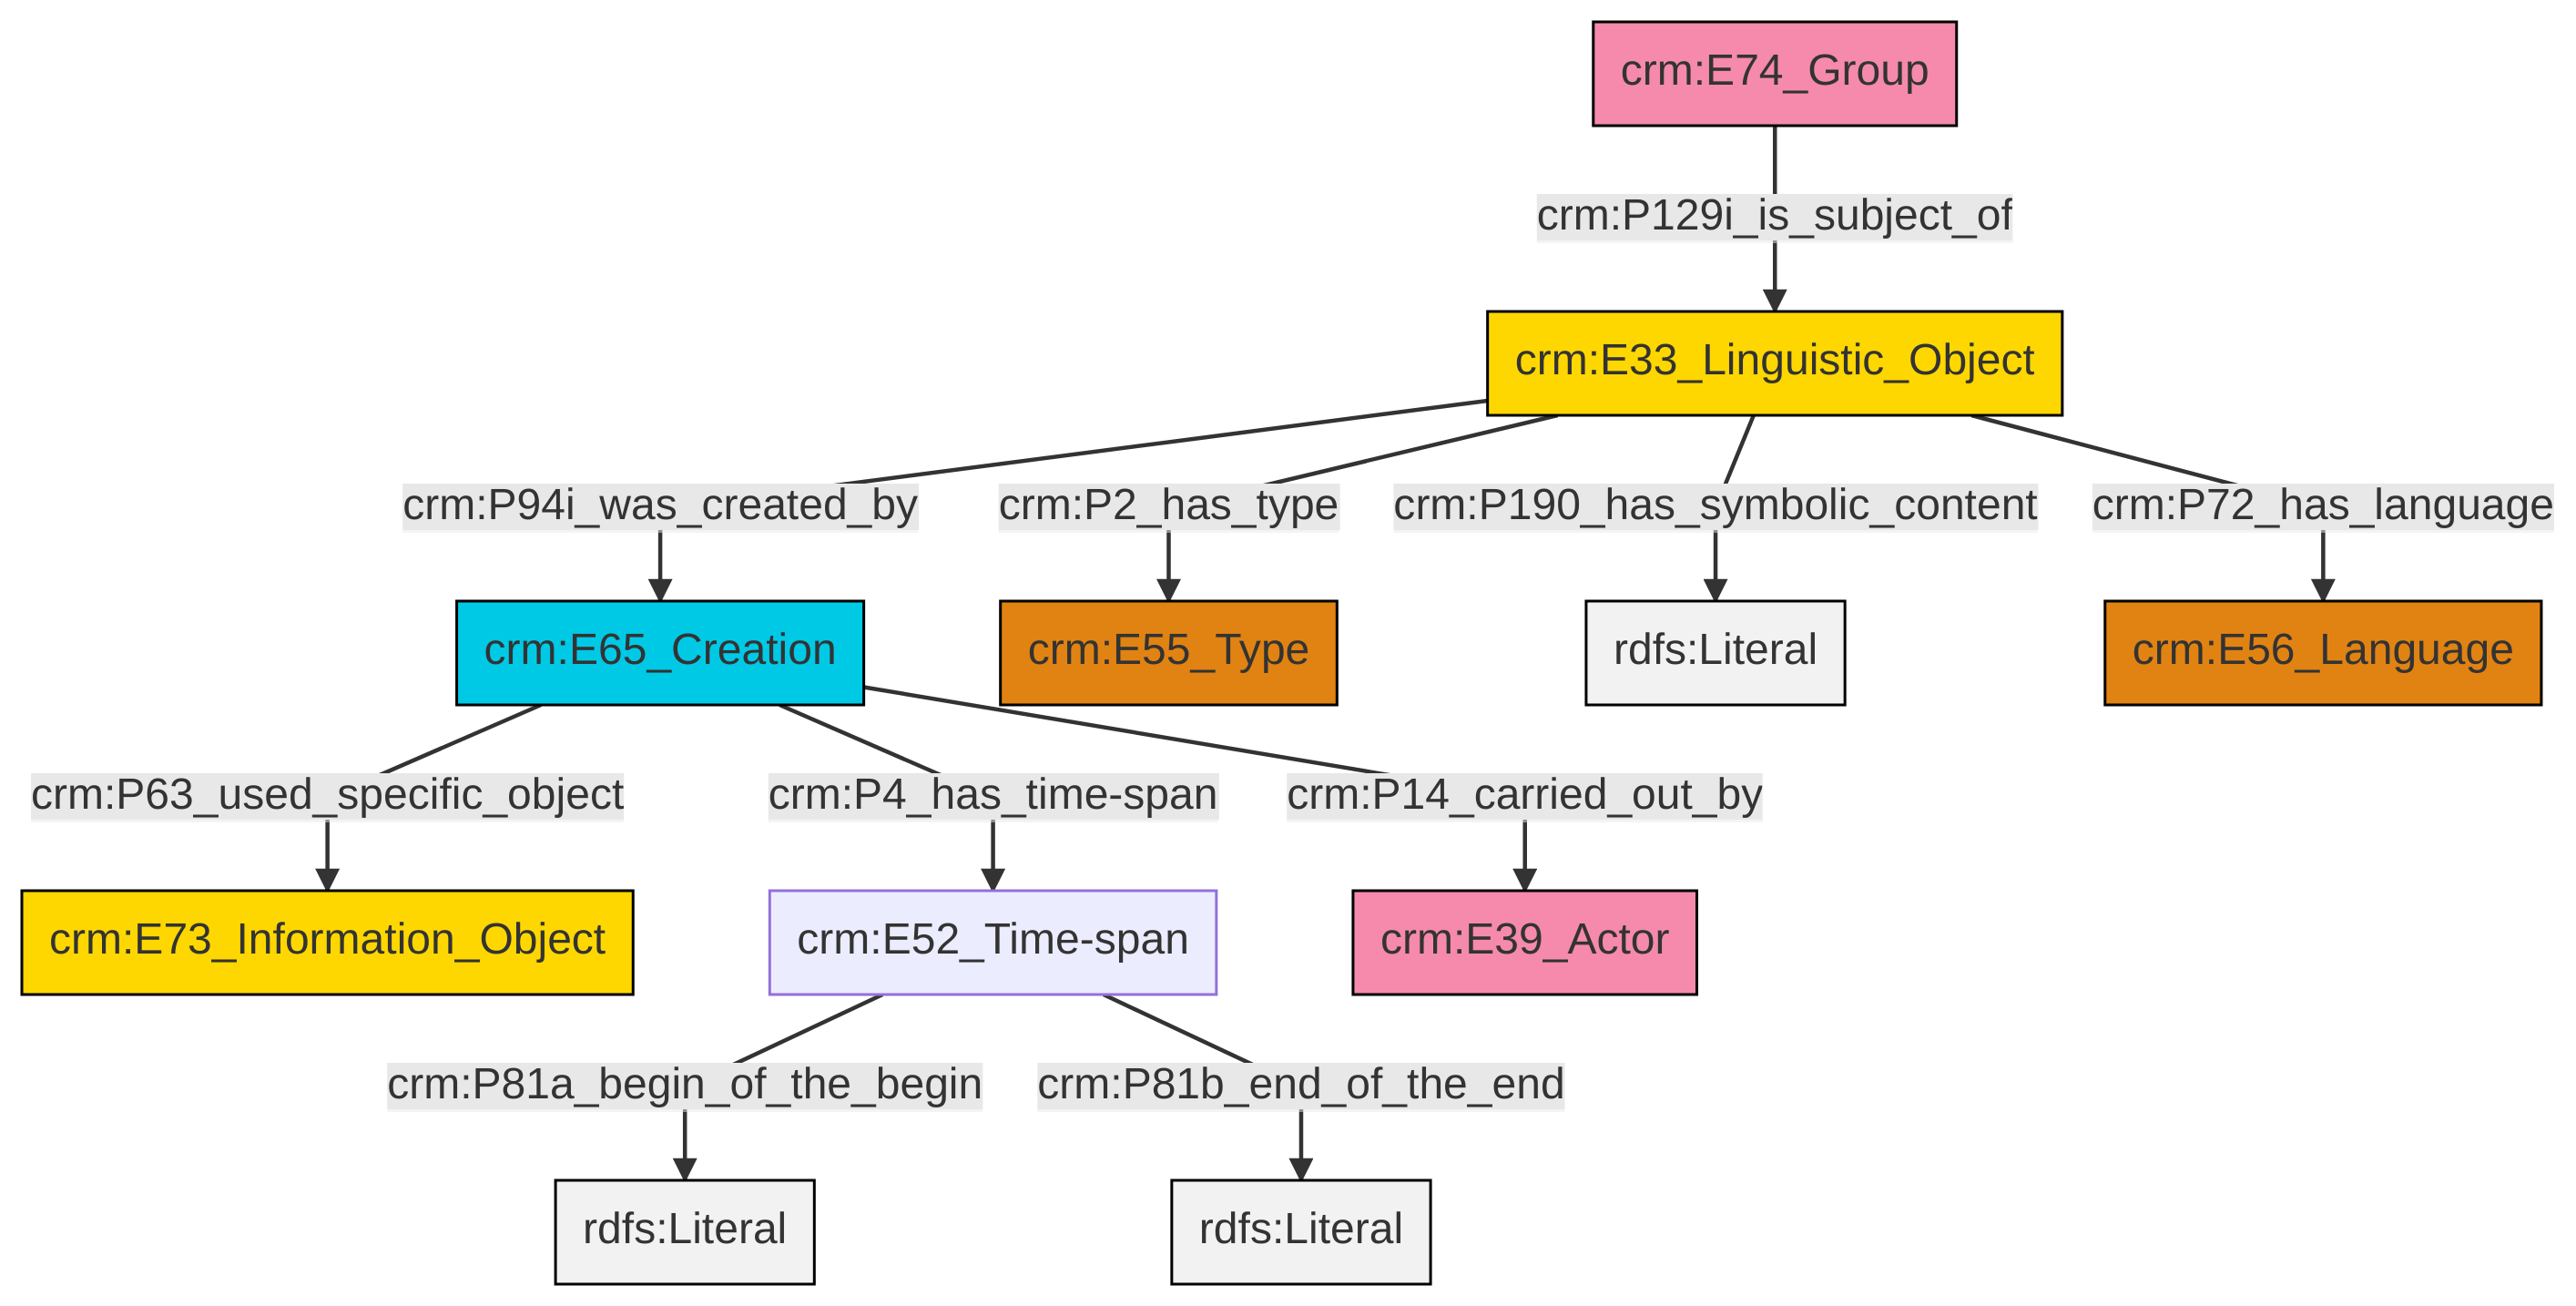 crm:E74_Group
crm:P129i_is_subject_of
crm:E33_Linguistic_Object
crm:P94i_was_created_by
crm:P2_has_type
crm:P190_has_symbolic_content
crm:P72_has_language
crm:E65_Creation
crm:E55_Type
rdfs:Literal
crm:E56_Language
crm:P63_used_specific_object
crm:P4_has_time-span
crm:P14_carried_out_by
crm:E73_Information_Object
crm:E52_Time-span
crm:E39_Actor
crm:P81a_begin_of_the_begin
crm:P81b_end_of_the_end
rdfs:Literal
rdfs:Literal